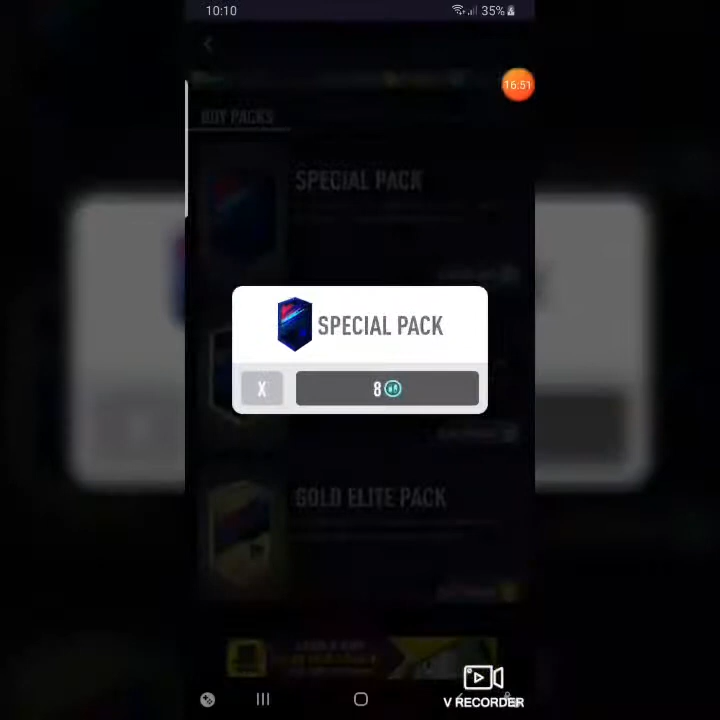 10:10
35%
16:51
BUY PACKS
SPECIAL PACK
SPECIAL PACK
X
8
GOLD ELITE PACK
V RECORDER